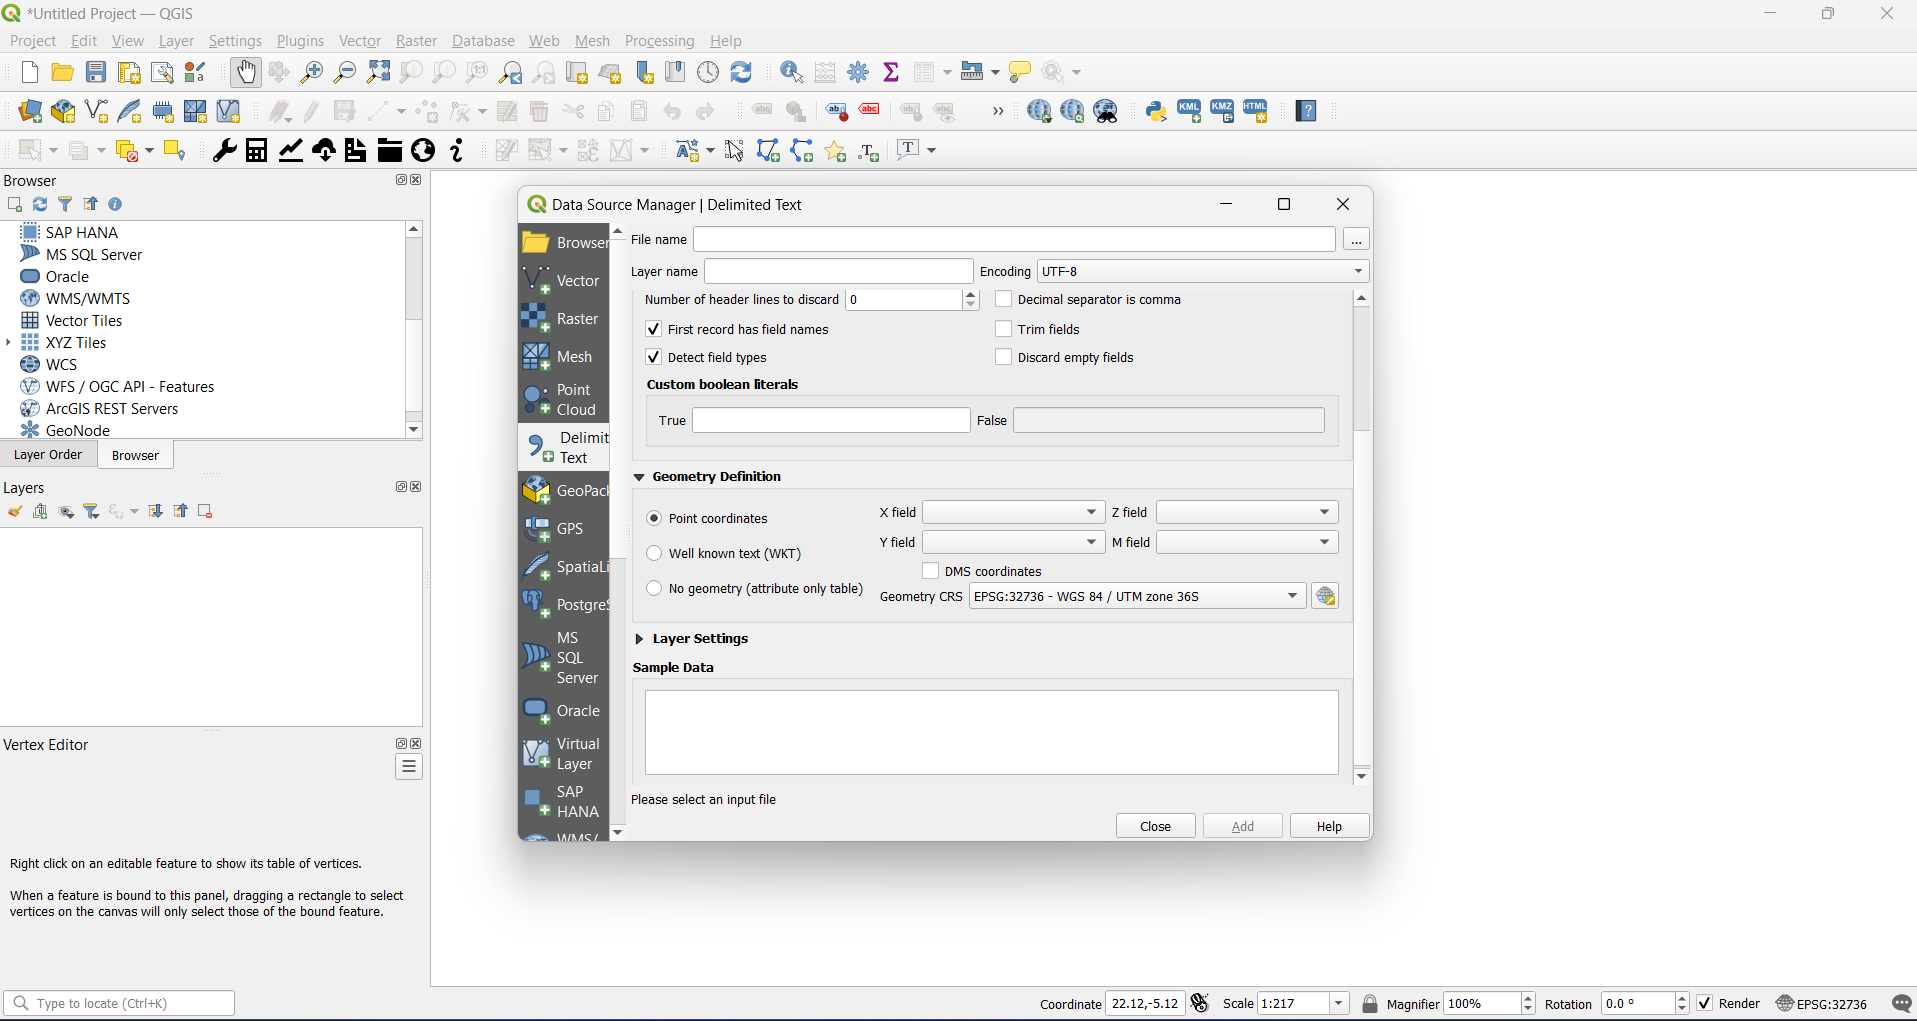 *Untitled Project — QGIS
Project Edit View Layer Settings Plugins Vector Raster Database Web Mesh Processing Help
Browser
SAP HANA
MS SQL Server
Oracle
WMS/WMTS
Vector Tiles
XYZ Tiles
WCS
WFS / OGC API - Features
ArcGIS REST Servers
GeoNode
Layer Order Browser
Layers
Vertex Editor
Right click on an editable feature to show its table of vertices.
When a feature is bound to this panel, dragging a rectangle to select
vertices on the canvas will only select those of the bound feature.
Data Source Manager | Delimited Text
Browser
Vector
Raster
Mesh
Point
Cloud
Delimit
Text
GeoPack
GPS
SpatiaLi
PostgreS
MS
SQL
Server
Oracle
Virtual
Layer
SAP
HANA
WMS/
File name ...
Layer name Encoding UTF-8
Number of header lines to discard 0 Decimal separator is comma
First record has field names Trim fields
Detect field types Discard empty fields
Custom boolean literals
True False
Geometry Definition
Point coordinates X field Z field
Well known text (WKT) Y field M field
DMS coordinates
No geometry (attribute only table) Geometry CRS EPSG:32736 - WGS 84 / UTM zone 36S
Layer Settings
Sample Data
Please select an input file
Close Add Help
Type to locate (Ctrl+K) Coordinate 22.12,-5.12 Scale 1:217 Magnifier 100% Rotation 0.0 ° Render EPSG:32736